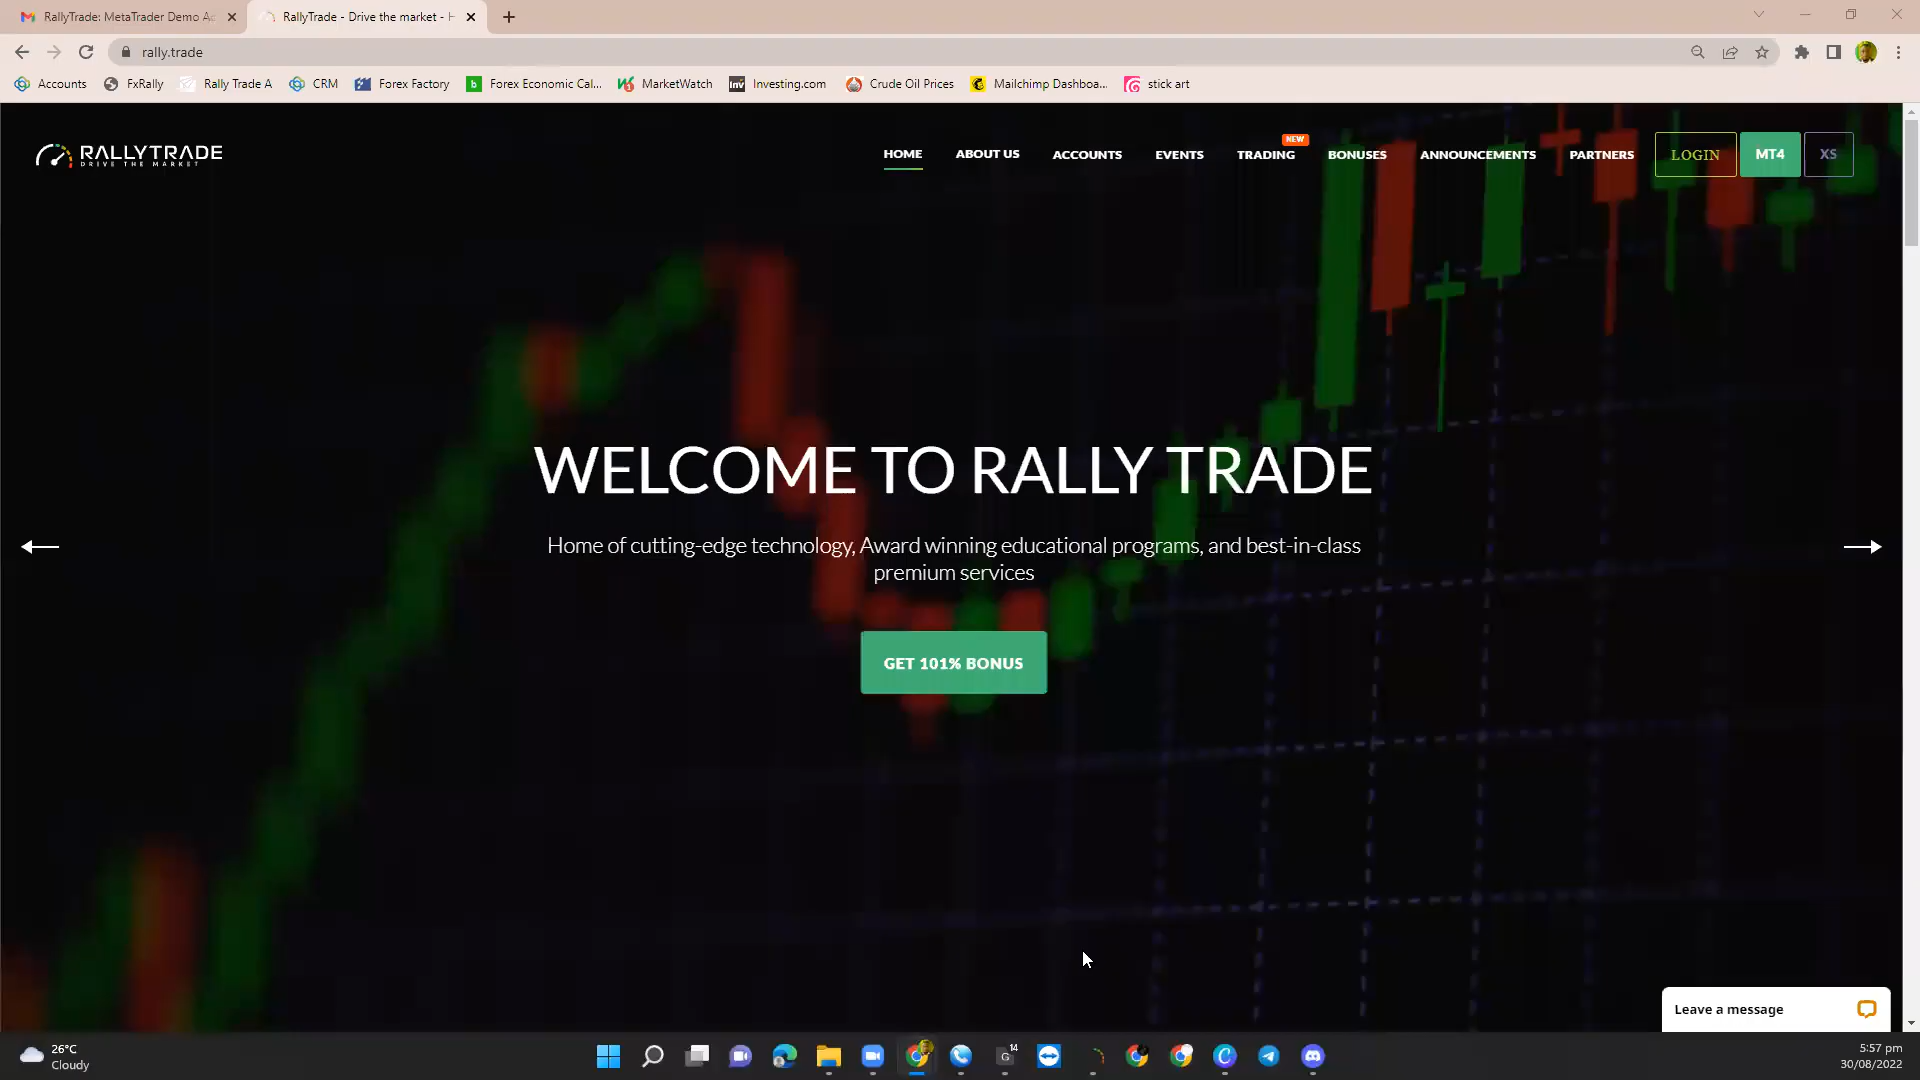 RallyTrade: MetaTrader Demo Ac
RallyTrade - Drive the market - H
rally.trade
Accounts
FxRally
Rally Trade A
CRM
Forex Factory
Forex Economic Cal...
MarketWatch
Investing.com
Crude Oil Prices
Mailchimp Dashboa...
stick art
RALLYTRADE
DRIVE THE MARKET
HOME
ABOUT US
ACCOUNTS
EVENTS
NEW
TRADING
BONUSES
ANNOUNCEMENTS
PARTNERS
LOGIN
MT4
XS
WELCOME TO RALLY TRADE
Home of cutting-edge technology, Award winning educational programs, and best-in-class
premium services
GET 101% BONUS
Leave a message
26°C
Cloudy
14
5:57 pm
30/08/2022